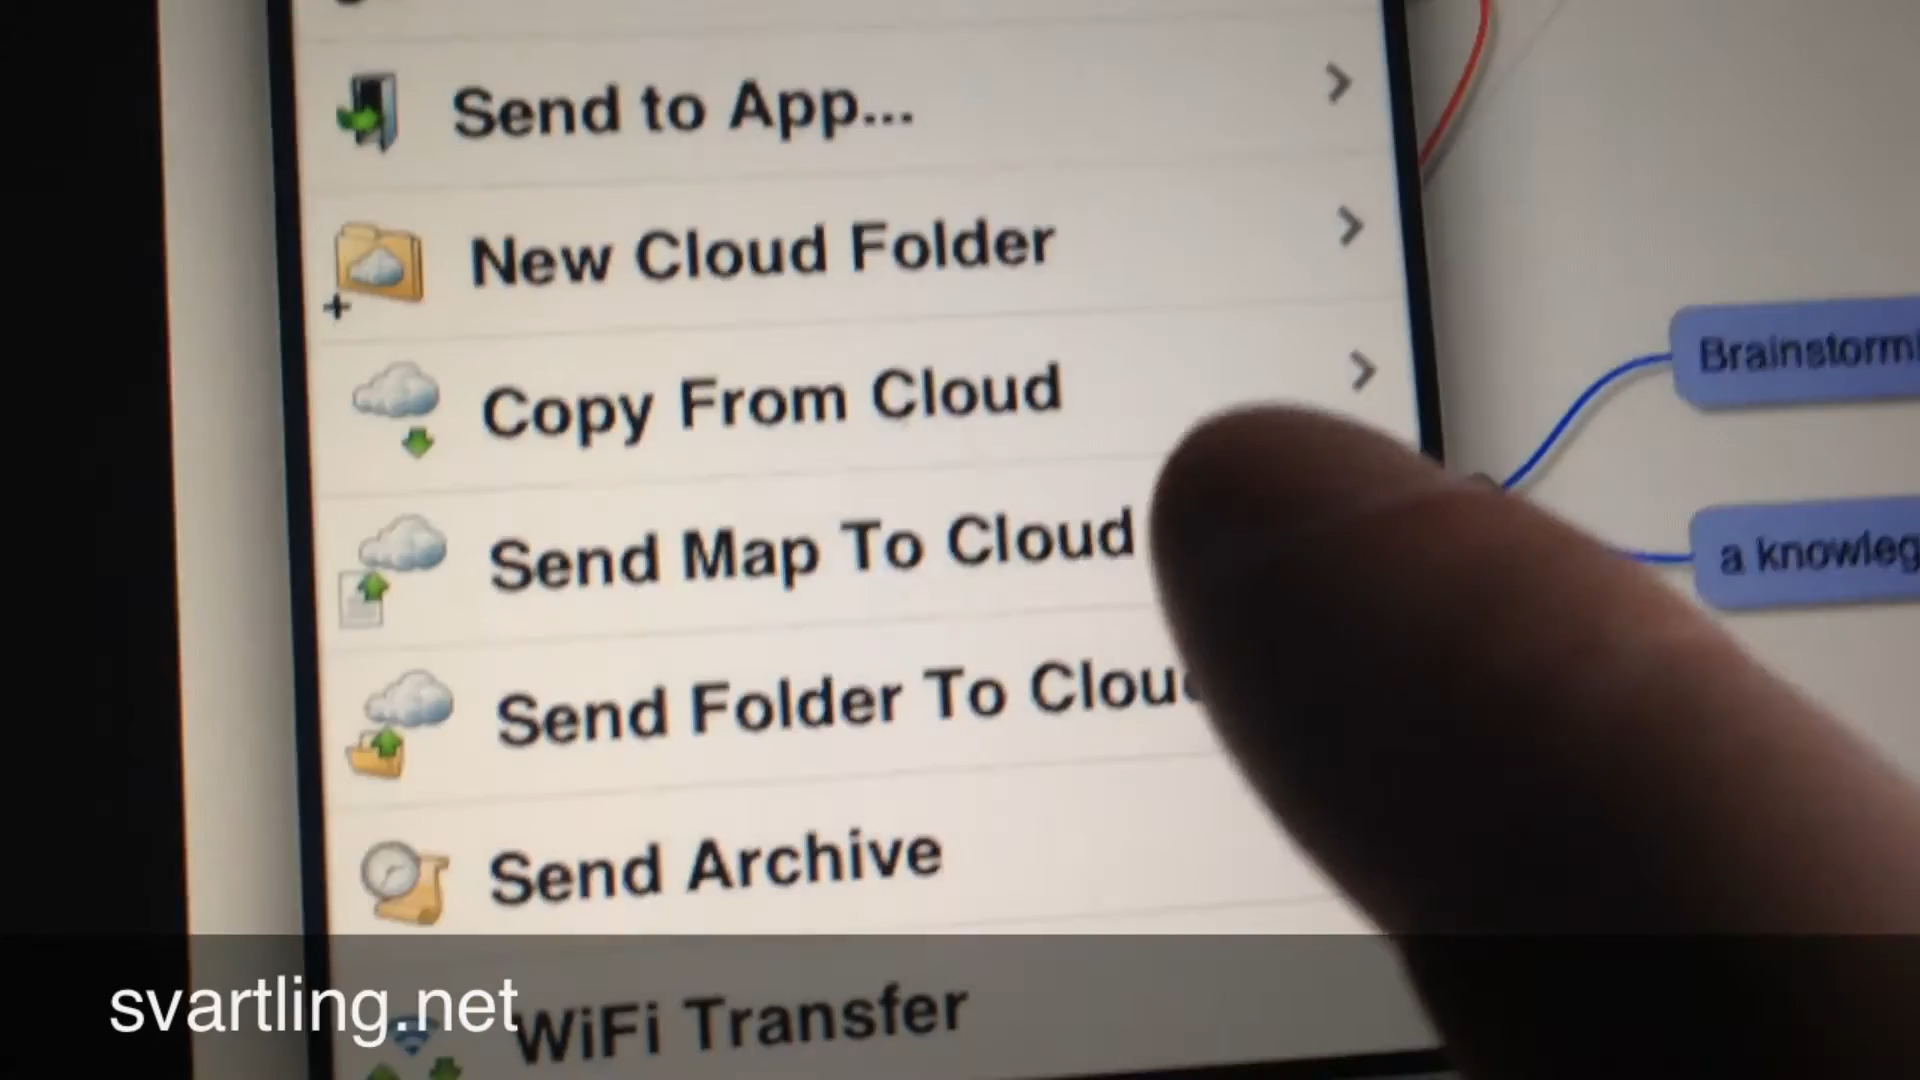 Send to App...
New Cloud Folder
Copy From Cloud
Send Map To Cloud
Send Folder To Clou
Send Archive
WiFi Transfer
Brainstormi
a knowleg
svartling.net